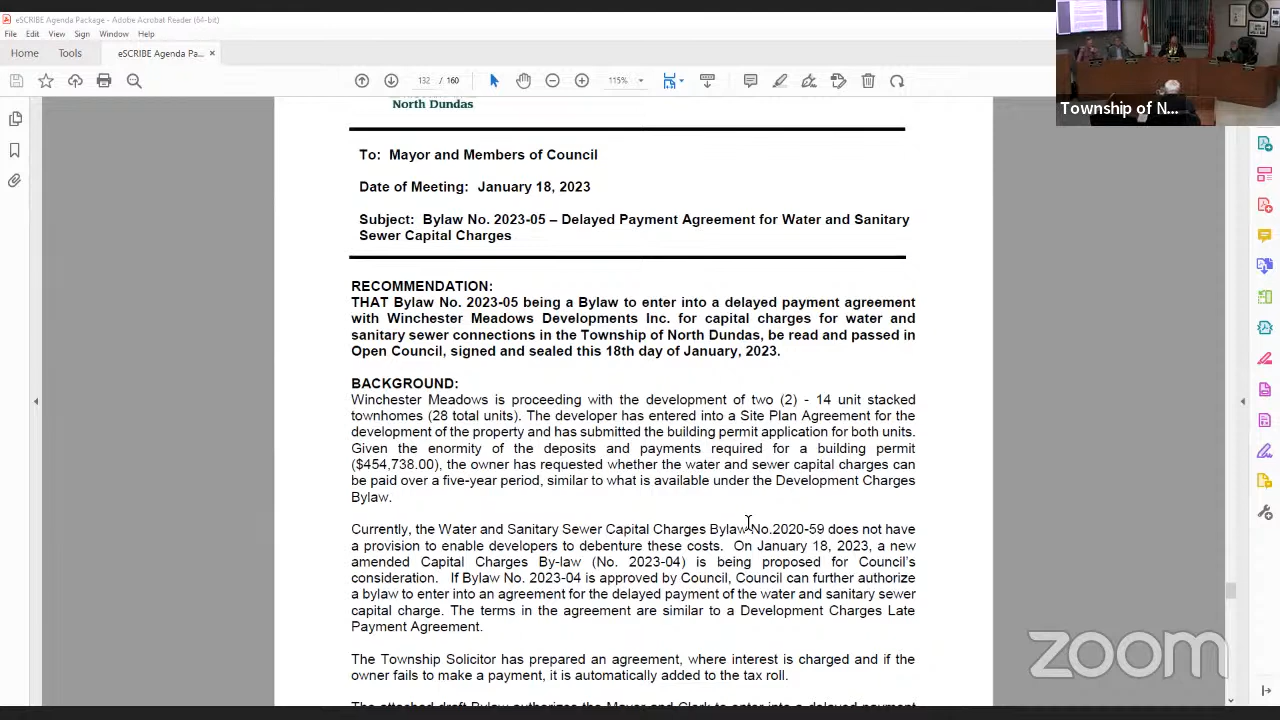 eSCRIBE Agenda Package - Adobe Acrobat Reader (64-bit)
File Edit View Sign Window Help
Home Tools eSCRIBE Agenda Pa... ×
132 / 160 115%
Township of N...
North Dundas
To: Mayor and Members of Council
Date of Meeting: January 18, 2023
Subject: Bylaw No. 2023-05 – Delayed Payment Agreement for Water and Sanitary
Sewer Capital Charges
RECOMMENDATION:
THAT Bylaw No. 2023-05 being a Bylaw to enter into a delayed payment agreement
with Winchester Meadows Developments Inc. for capital charges for water and
sanitary sewer connections in the Township of North Dundas, be read and passed in
Open Council, signed and sealed this 18th day of January, 2023.
BACKGROUND:
Winchester Meadows is proceeding with the development of two (2) - 14 unit stacked
townhomes (28 total units). The developer has entered into a Site Plan Agreement for the
development of the property and has submitted the building permit application for both units.
Given the enormity of the deposits and payments required for a building permit
($454,738.00), the owner has requested whether the water and sewer capital charges can
be paid over a five-year period, similar to what is available under the Development Charges
Bylaw.
Currently, the Water and Sanitary Sewer Capital Charges Bylaw No.2020-59 does not have
a provision to enable developers to debenture these costs. On January 18, 2023, a new
amended Capital Charges By-law (No. 2023-04) is being proposed for Council's
consideration. If Bylaw No. 2023-04 is approved by Council, Council can further authorize
a bylaw to enter into an agreement for the delayed payment of the water and sanitary sewer
capital charge. The terms in the agreement are similar to a Development Charges Late
Payment Agreement.
The Township Solicitor has prepared an agreement, where interest is charged and if the
owner fails to make a payment, it is automatically added to the tax roll.
The attached draft Bylaw authorizes the Mayor and Clerk to enter into a delayed payment
zoom